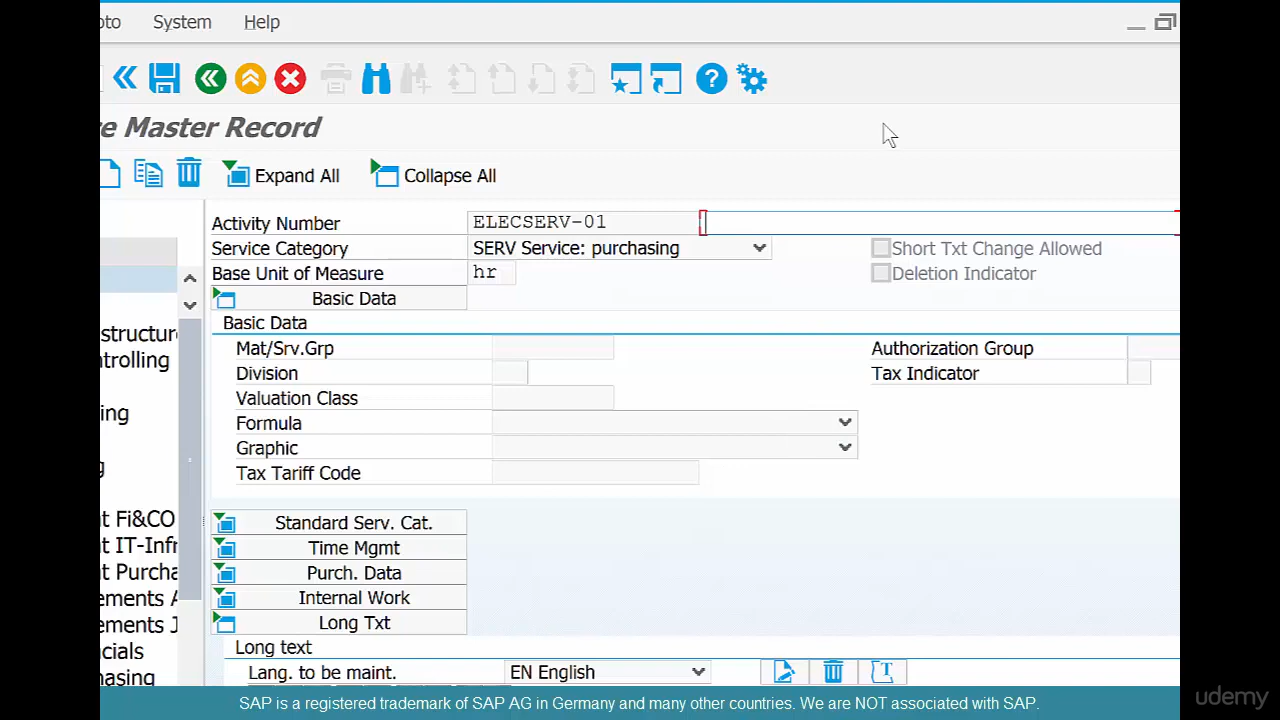 oto System Help
e Master Record
Expand All Collapse All
Activity Number ELECSERV-01
Service Category SERV Service: purchasing Short Txt Change Allowed
Base Unit of Measure hr Deletion Indicator
Basic Data
Basic Data
structure
Mat/Srv.Grp Authorization Group
ntrolling
Division Tax Indicator
Valuation Class
ing
Formula
Graphic
g
Tax Tariff Code
t Fi&CO
Standard Serv. Cat.
t IT-Infr
Time Mgmt
t Purcha
Purch. Data
ements A
Internal Work
ements J
Long Txt
cials
Long text
hasing
Lang. to be maint. EN English
SAP is a registered trademark of SAP AG in Germany and many other countries. We are NOT associated with SAP.
udemy